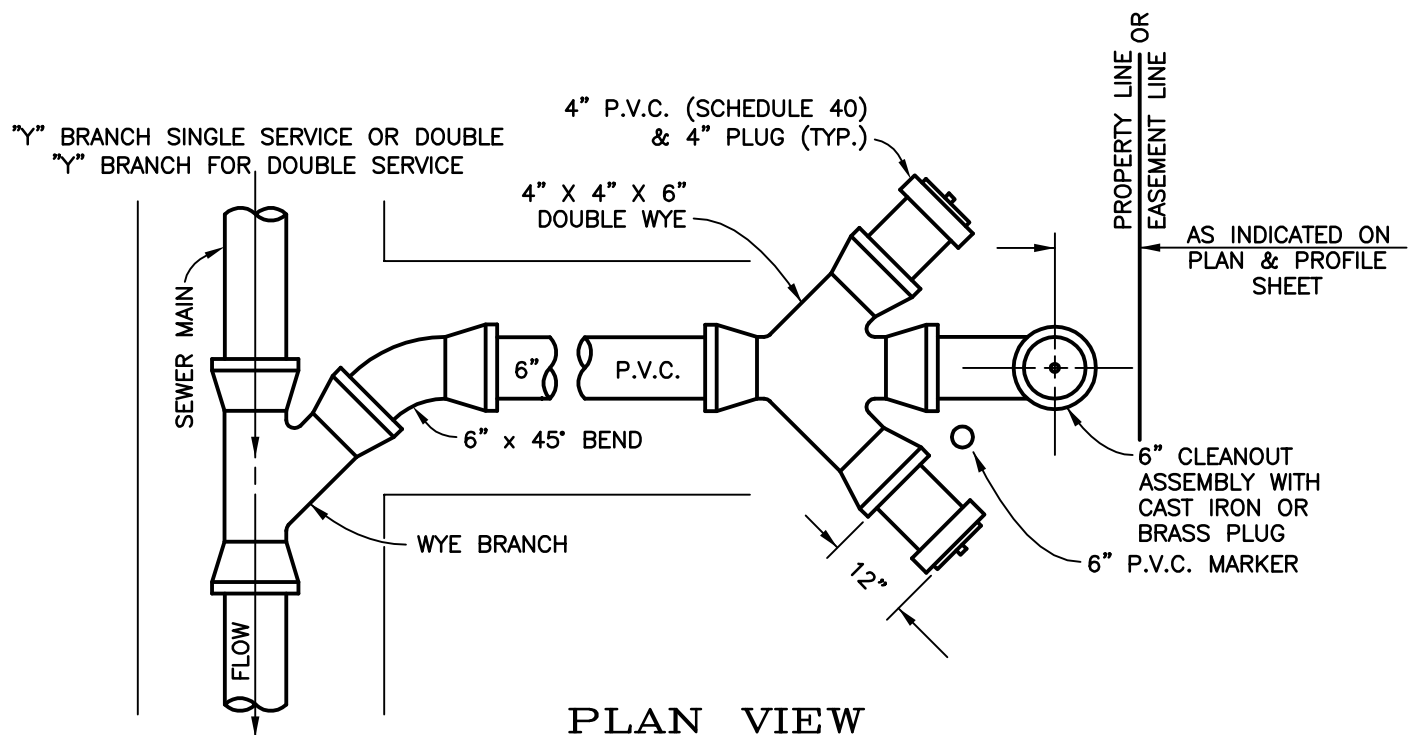 "Y" BRANCH SINGLE SERVICE OR DOUBLE
"Y" BRANCH FOR DOUBLE SERVICE
4" P.V.C. (SCHEDULE 40)
& 4" PLUG (TYP.)
4" X 4" X 6"
DOUBLE WYE
PROPERTY LINE OR
EASEMENT LINE
AS INDICATED ON
PLAN & PROFILE
SHEET
SEWER MAIN
6"
P.V.C.
6" x 45° BEND
WYE BRANCH
6" CLEANOUT
ASSEMBLY WITH
CAST IRON OR
BRASS PLUG
6" P.V.C. MARKER
12"
FLOW
PLAN VIEW